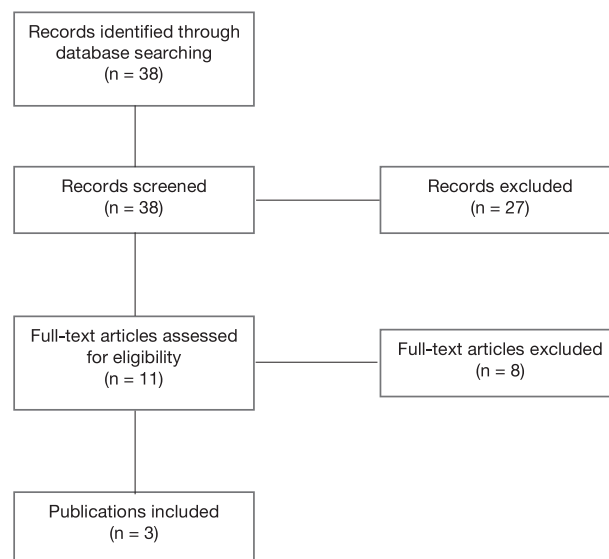 Records identified through
database searching
(n = 38)
Records screened
(n = 38)
Records excluded
(n = 27)
Full-text articles assessed
for eligibility
(n = 11)
Full-text articles excluded
(n = 8)
Publications included
(n = 3)